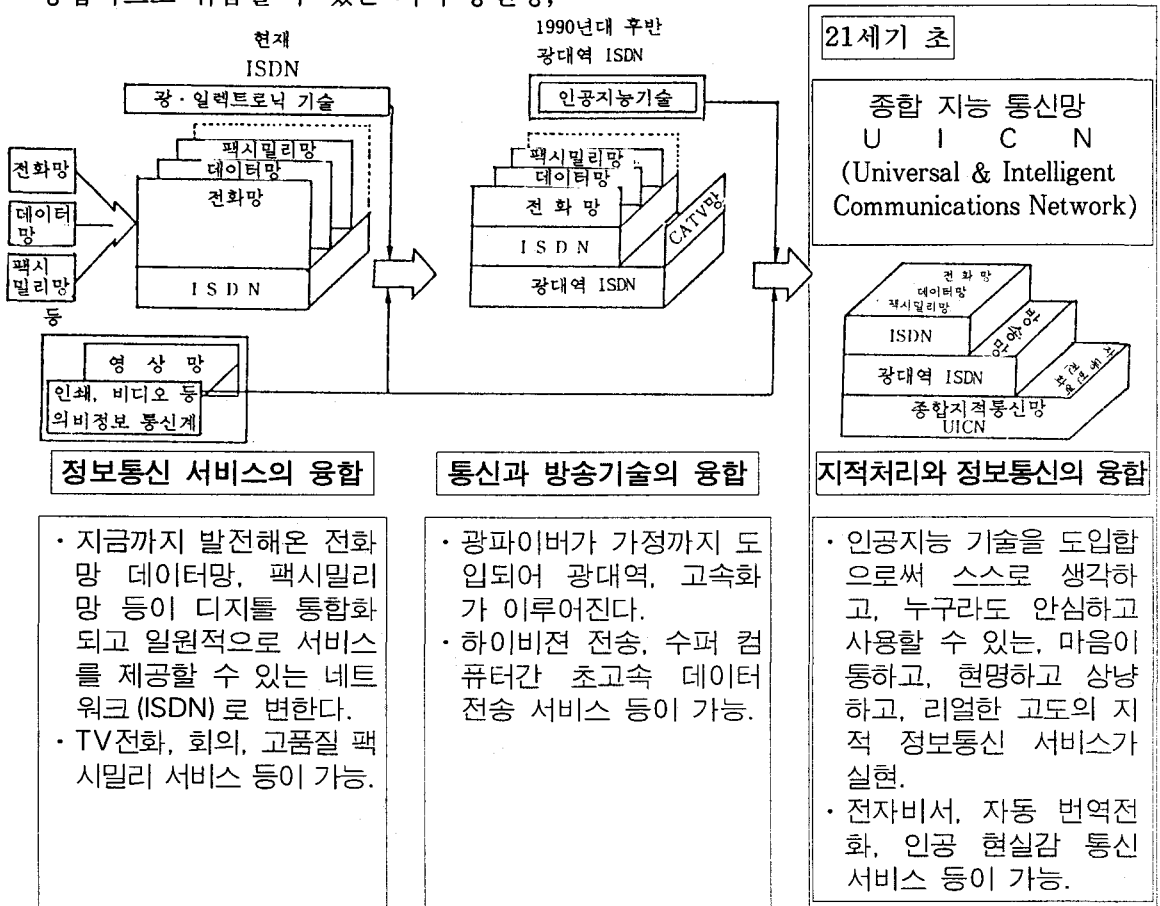 현재
ISDN
광·일렉트로닉 기술
전화망
데이터
망
팩시
밀리망
등
팩시밀리망
데이터망
전화망
ISDN
영 상 망
인쇄, 비디오 등
의비정보 통신계
1990년대 후반
광대역 ISDN
인공지능기술
팩시밀리망
데이터망
전 화 망
ISDN
CATV망
광대역 ISDN
21세기 초
종합 지능 통신망
U I C N
(Universal & Intelligent
Communications Network)
전 화 망
데이터망
팩시밀리망
ISDN
방송망
광대역 ISDN
종합지적통신망
UICN
정보통신 서비스의 융합
· 지금까지 발전해온 전화
망 데이터망, 팩시밀리
망 등이 디지틀 통합화
되고 일원적으로 서비스
를 제공할 수 있는 네트
워크(ISDN)로 변한다.
· TV전화, 회의, 고품질 팩
시밀리 서비스 등이 가능.
통신과 방송기술의 융합
· 광파이버가 가정까지 도
입되어 광대역, 고속화
가 이루어진다.
· 하이비젼 전송, 수퍼 컴
퓨터간 초고속 데이터
전송 서비스 등이 가능.
지적처리와 정보통신의 융합
· 인공지능 기술을 도입합
으로써 스스로 생각하
고, 누구라도 안심하고
사용할 수 있는, 마음이
통하고, 현명하고 상냥
하고, 리얼한 고도의 지
적 정보통신 서비스가
실현.
· 전자비서, 자동 번역전
화, 인공 현실감 통신
서비스 등이 가능.